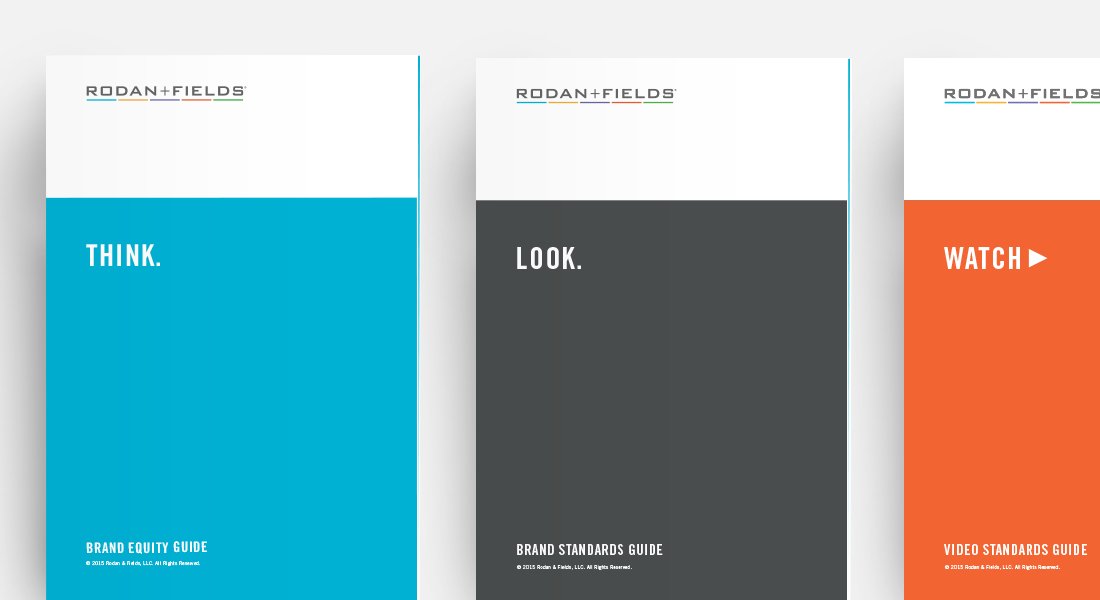 RODAN+FIELDS
THINK.
BRAND EQUITY GUIDE
© 2015 Rodan & Fields, LLC. All Rights Reserved.
RODAN+FIELDS
LOOK.
BRAND STANDARDS GUIDE
© 2015 Rodan & Fields, LLC. All Rights Reserved.
RODAN+FIELDS
WATCH ▶
VIDEO STANDARDS GUIDE
© 2015 Rodan & Fields, LLC. All Rights Reserved.